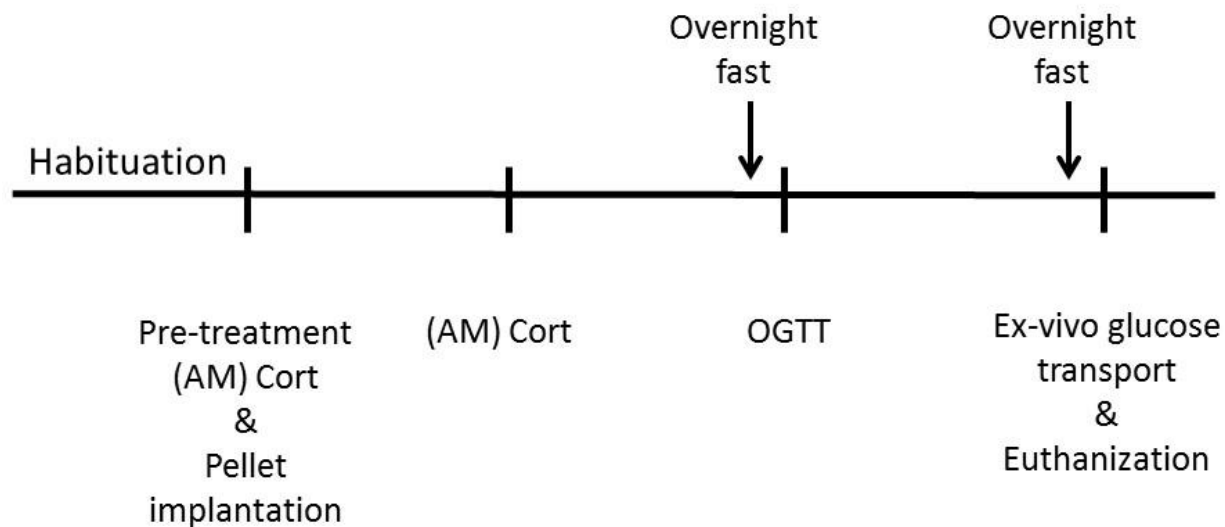 Overnight
fast
Overnight
fast
Habituation
Pre-treatment
(AM) Cort
&
Pellet
implantation
(AM) Cort
OGTT
Ex-vivo glucose
transport
&
Euthanization